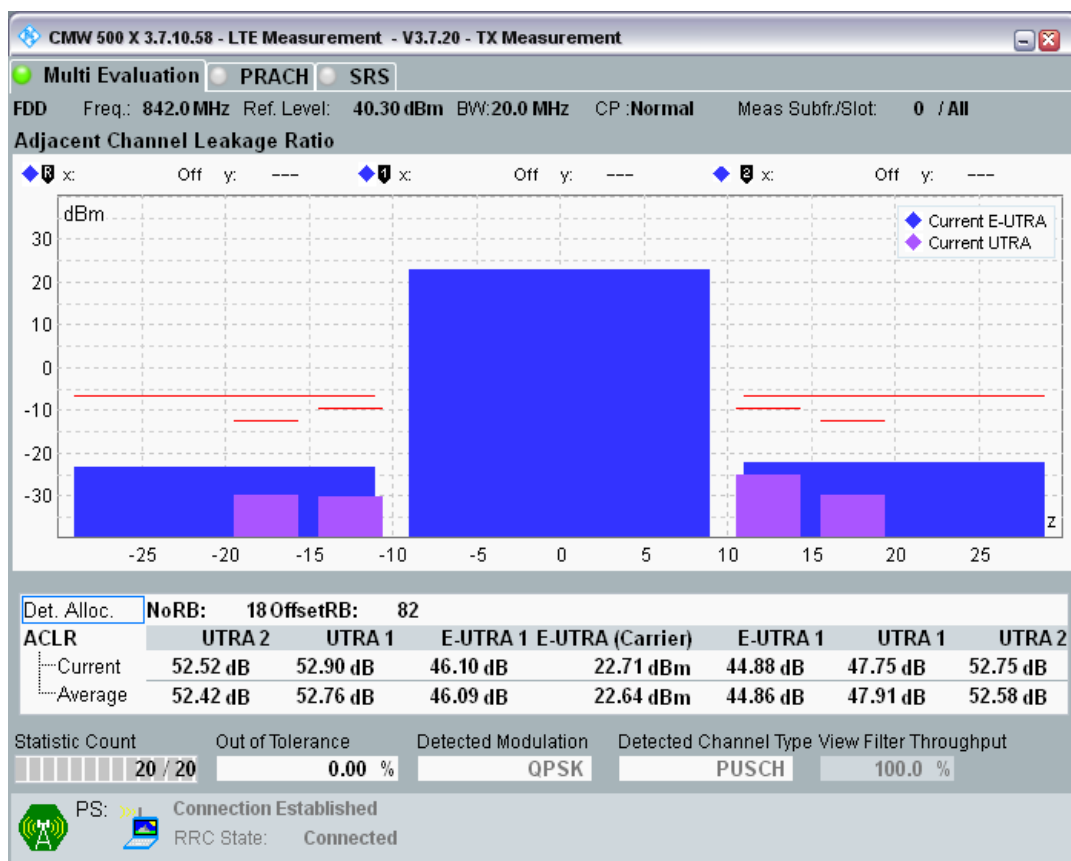 CMW 500 X 3.7.10.58 - LTE Measurement - V3.7.20 - TX Measurement
Multi Evaluation PRACH SRS
FDD Freq.: 842.0 MHz Ref. Level: 40.30 dBm BW:20.0 MHz CP :Normal Meas Subfr./Slot: 0 / All
Adjacent Channel Leakage Ratio
R x: Off y: --- 1 x: Off y: --- 2 x: Off y: ---
dBm
Current E-UTRA
Current UTRA
30
20
10
0
-10
-20
-30
z
-25 -20 -15 -10 -5 0 5 10 15 20 25
Det. Alloc. NoRB: 18 OffsetRB: 82
ACLR UTRA 2 UTRA 1 E-UTRA 1 E-UTRA (Carrier) E-UTRA 1 UTRA 1 UTRA 2
Current 52.52 dB 52.90 dB 46.10 dB 22.71 dBm 44.88 dB 47.75 dB 52.75 dB
Average 52.42 dB 52.76 dB 46.09 dB 22.64 dBm 44.86 dB 47.91 dB 52.58 dB
Statistic Count Out of Tolerance Detected Modulation Detected Channel Type View Filter Throughput
20 / 20 0.00 % QPSK PUSCH 100.0 %
PS: Connection Established
RRC State: Connected